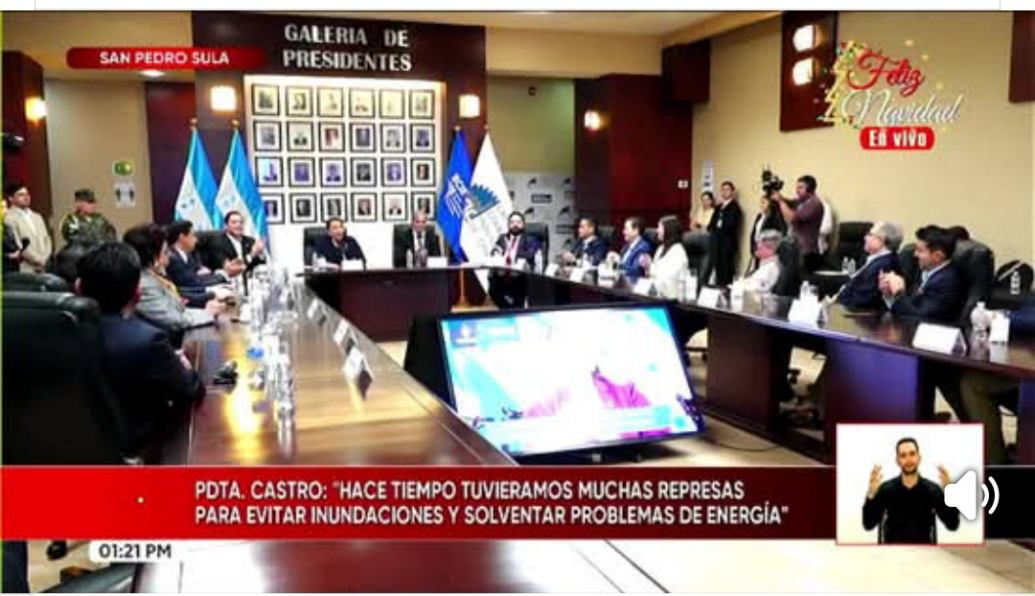 GALERIA DE
PRESIDENTES
SAN PEDRO SULA
Feliz
Navidad
En vivo
PDTA. CASTRO: "HACE TIEMPO TUVIERAMOS MUCHAS REPRESAS
PARA EVITAR INUNDACIONES Y SOLVENTAR PROBLEMAS DE ENERGÍA"
01:21 PM